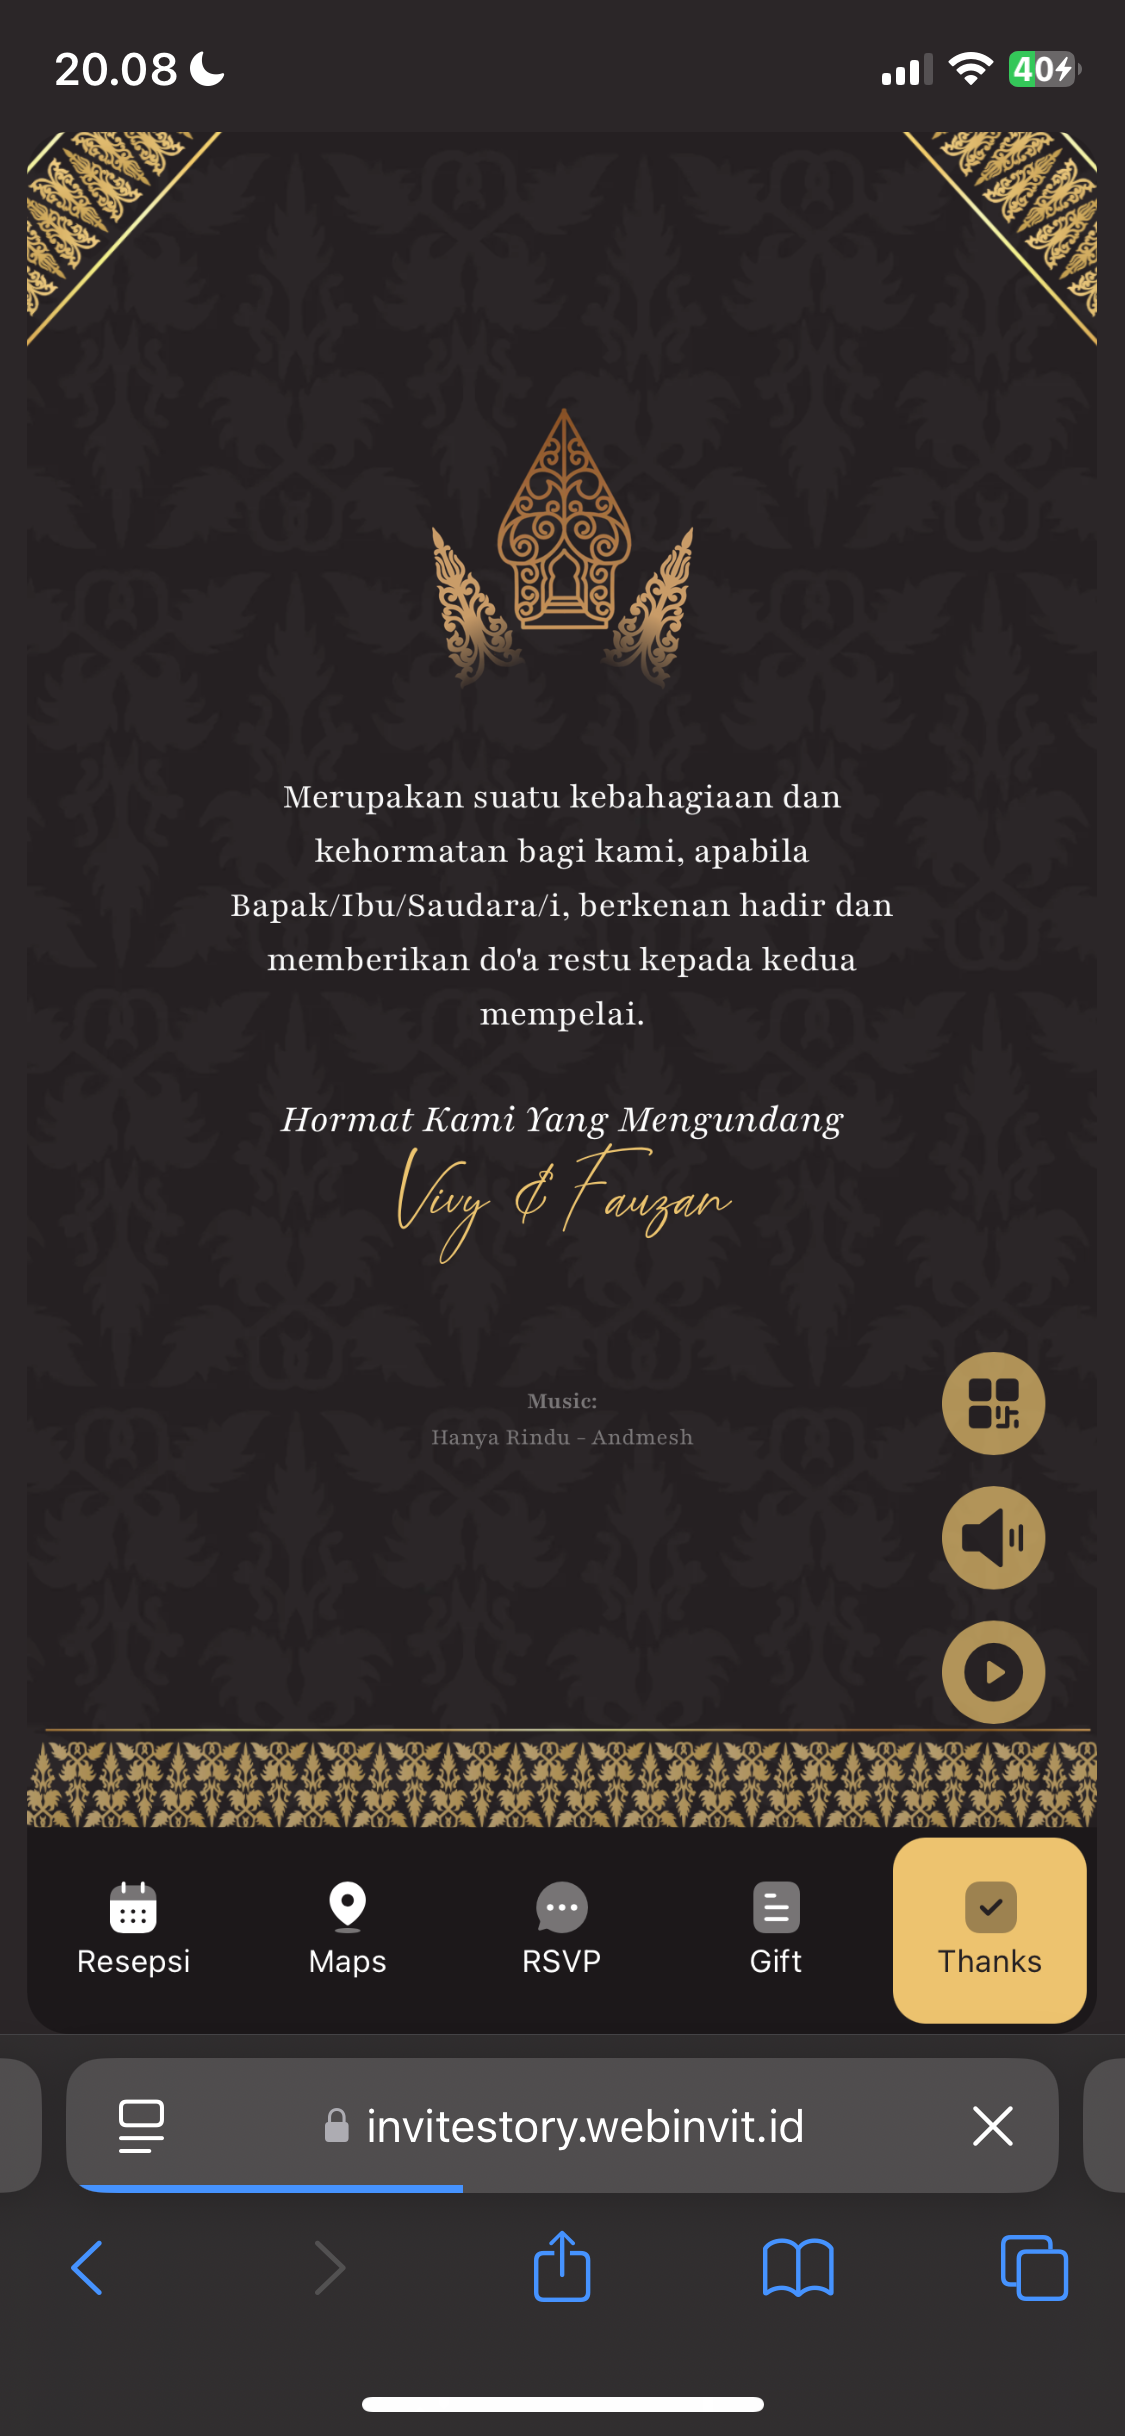 20.08
40
Merupakan suatu kebahagiaan dan
kehormatan bagi kami, apabila
Bapak/Ibu/Saudara/i, berkenan hadir dan
memberikan do'a restu kepada kedua
mempelai.
Hormat Kami Yang Mengundang
Vivy & Fauzan
Music:
Hanya Rindu - Andmesh
Resepsi
Maps
RSVP
Gift
Thanks
invitestory.webinvit.id